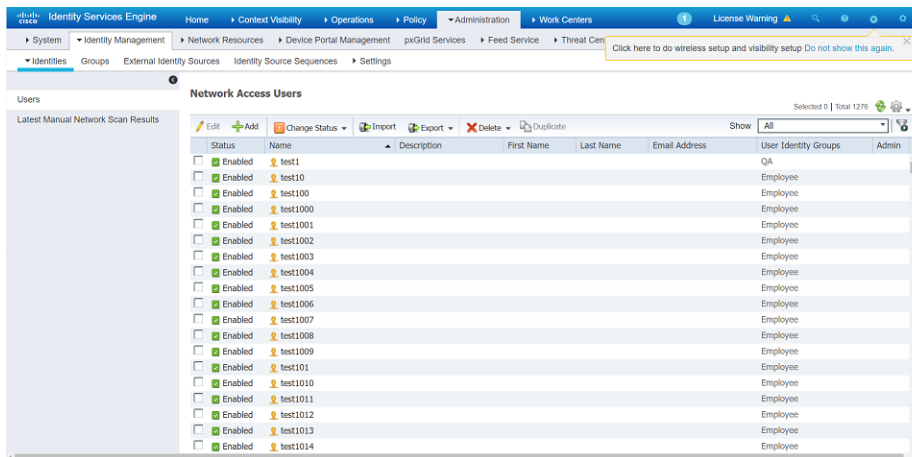 cisco Identity Services Engine Home Context Visibility Operations Policy Administration Work Centers 1 License Warning
System Identity Management Network Resources Device Portal Management pxGrid Services Feed Service Threat Cen
Click here to do wireless setup and visibility setup Do not show this again.
Identities Groups External Identity Sources Identity Source Sequences Settings
Users
Latest Manual Network Scan Results
Network Access Users
Selected 0 | Total 1276
Edit Add Change Status Import Export Delete Duplicate Show All
Status Name Description First Name Last Name Email Address User Identity Groups Admin
Enabled test1 QA
Enabled test10 Employee
Enabled test100 Employee
Enabled test1000 Employee
Enabled test1001 Employee
Enabled test1002 Employee
Enabled test1003 Employee
Enabled test1004 Employee
Enabled test1005 Employee
Enabled test1006 Employee
Enabled test1007 Employee
Enabled test1008 Employee
Enabled test1009 Employee
Enabled test101 Employee
Enabled test1010 Employee
Enabled test1011 Employee
Enabled test1012 Employee
Enabled test1013 Employee
Enabled test1014 Employee